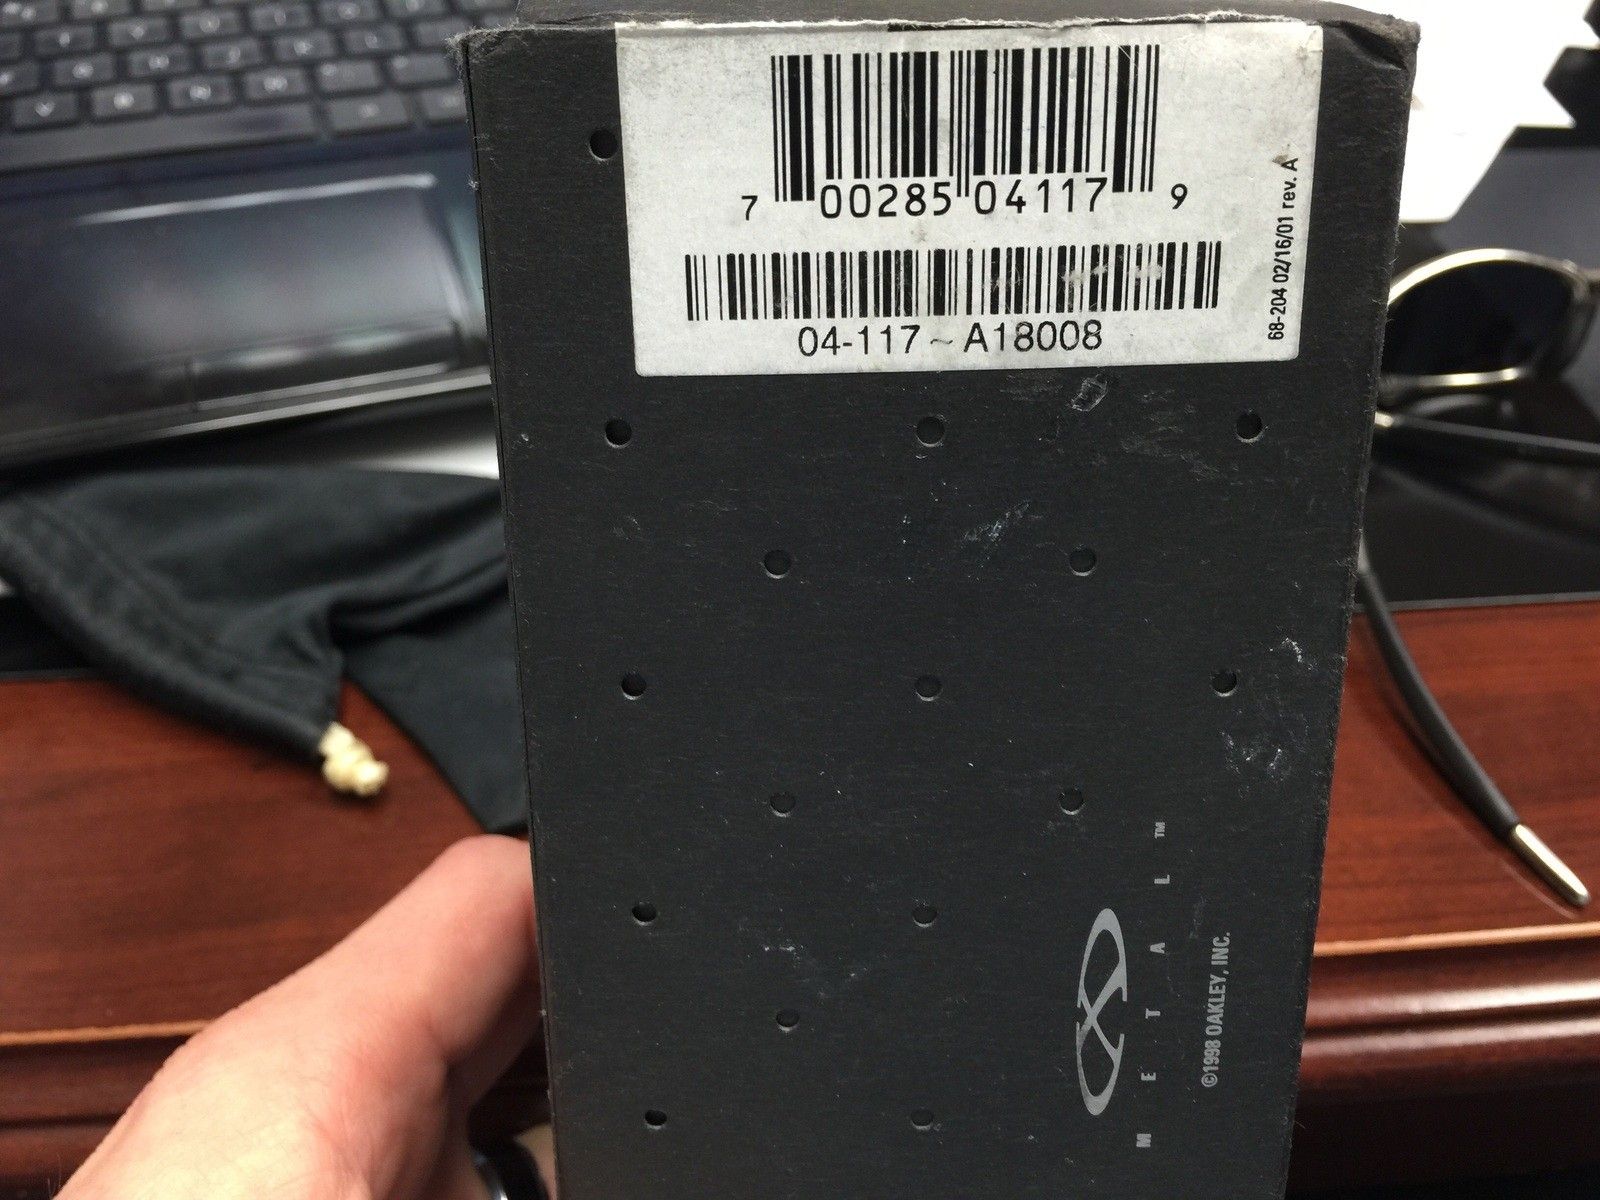 7 00285 04117 9
04-117 ~ A18008
68-204 02/16/01 rev. A
X METAL™
©1998 OAKLEY, INC.